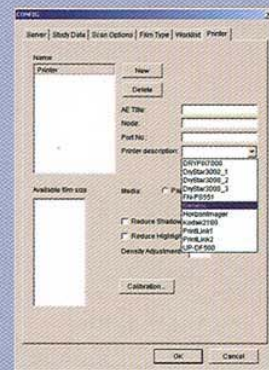 CONFIG
Server
Study Data
Scan Options
Film Type
Worklist
Printer
Name
Printer
New
Delete
AE Title:
Node:
Port No.:
Printer description:
DRYPIX7000
DryStar3000_1
DryStar3000_2
DryStar3000_3
FN-PS551
HorizonImager
Kodak2180
PrintLink1
PrintLink2
UP-DF500
Available film size
Media:
Reduce Shadow
Reduce Highligh
Density Adjustment:
Calibration...
OK
Cancel